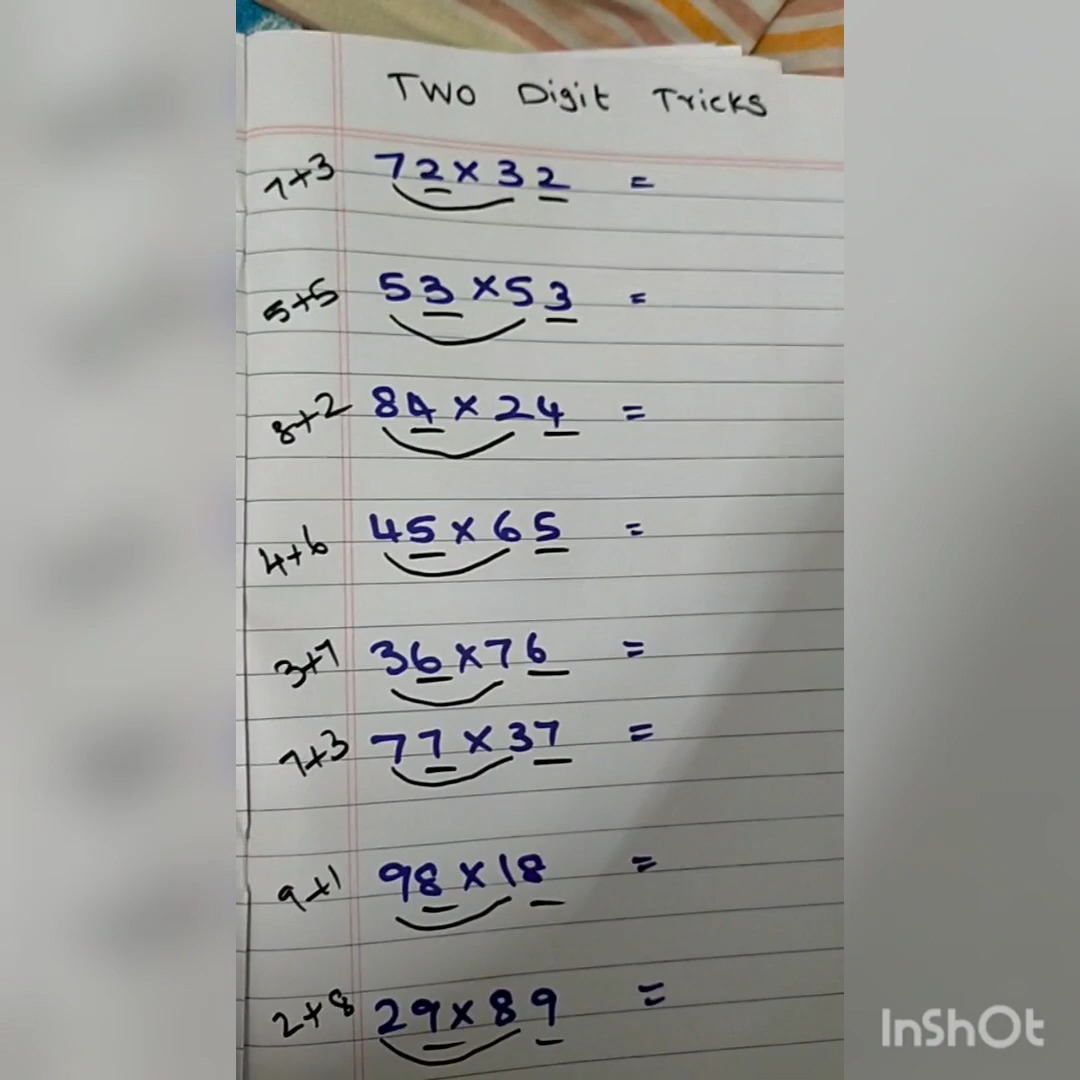 Two Digit Tricks
7+3 72 x 32 =
5+5 53 x 53 =
8+2 84 x 24 =
4+6 45 x 65 =
3+7 36 x 76 =
7+3 77 x 37 =
9+1 98 x 18 =
2+8 29 x 89 =
InShOt